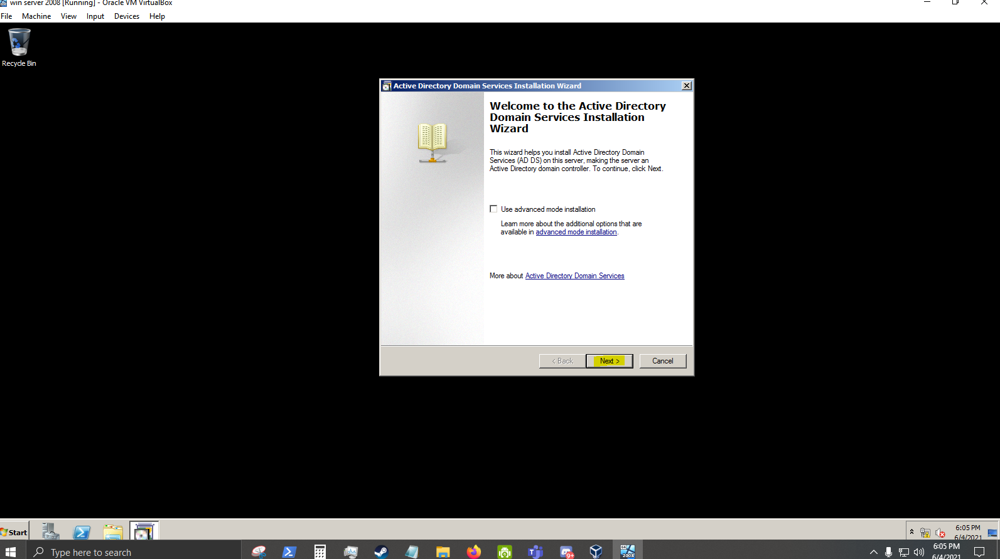 win server 2008 [Running] - Oracle VM VirtualBox
File Machine View Input Devices Help
Recycle Bin
Active Directory Domain Services Installation Wizard
Welcome to the Active Directory
Domain Services Installation
Wizard
This wizard helps you install Active Directory Domain
Services (AD DS) on this server, making the server an
Active Directory domain controller. To continue, click Next.
Use advanced mode installation
Learn more about the additional options that are
available in advanced mode installation.
More about Active Directory Domain Services
< Back Next > Cancel
Start
6:05 PM
6/4/2021
Type here to search
9+
64
2008
6:05 PM
6/4/2021